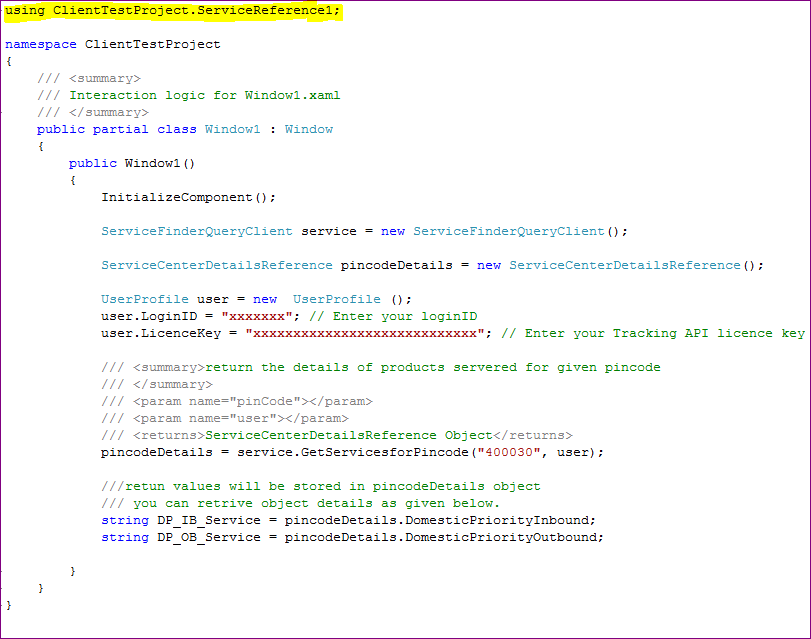 using ClientTestProject.ServiceReference1;
namespace ClientTestProject
{
/// <summary>
/// Interaction logic for Window1.xaml
/// </summary>
public partial class Window1 : Window
{
public Window1()
{
InitializeComponent();
ServiceFinderQueryClient service = new ServiceFinderQueryClient();
ServiceCenterDetailsReference pincodeDetails = new ServiceCenterDetailsReference();
UserProfile user = new  UserProfile ();
user.LoginID = "xxxxxxx"; // Enter your loginID
user.LicenceKey = "xxxxxxxxxxxxxxxxxxxxxxxxxxxx"; // Enter your Tracking API licence key
/// <summary>return the details of products servered for given pincode
/// </summary>
/// <param name="pinCode"></param>
/// <param name="user"></param>
/// <returns>ServiceCenterDetailsReference Object</returns>
pincodeDetails = service.GetServicesforPincode("400030", user);
///retun values will be stored in pincodeDetails object
/// you can retrive object details as given below.
string DP_IB_Service = pincodeDetails.DomesticPriorityInbound;
string DP_OB_Service = pincodeDetails.DomesticPriorityOutbound;
}
}
}